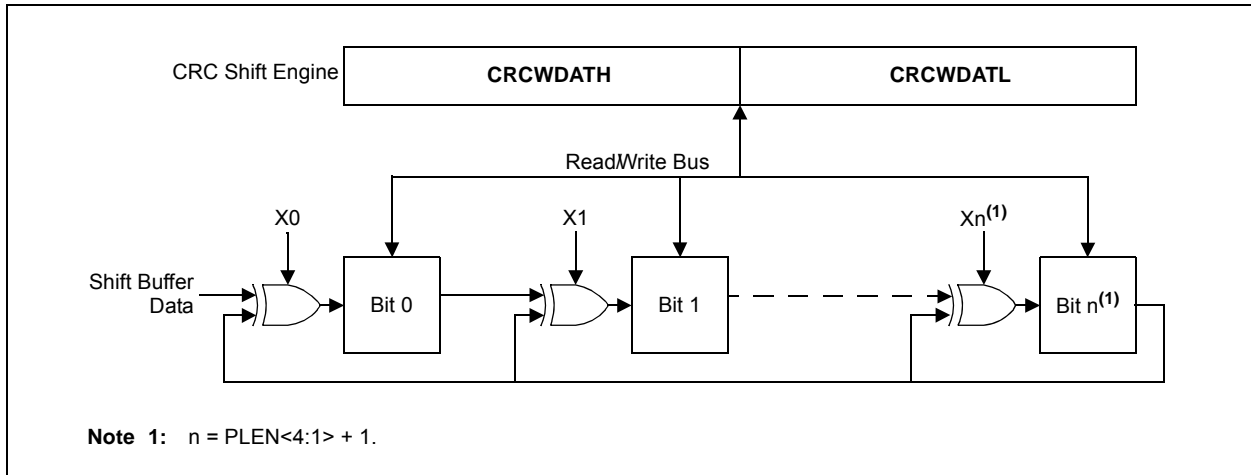 CRC Shift Engine CRCWDATH CRCWDATL
Read/Write Bus
X0 X1 Xn(1)
Shift Buffer
Data
Bit 0 Bit 1 Bit n(1)
Note 1: n = PLEN<4:1> + 1.